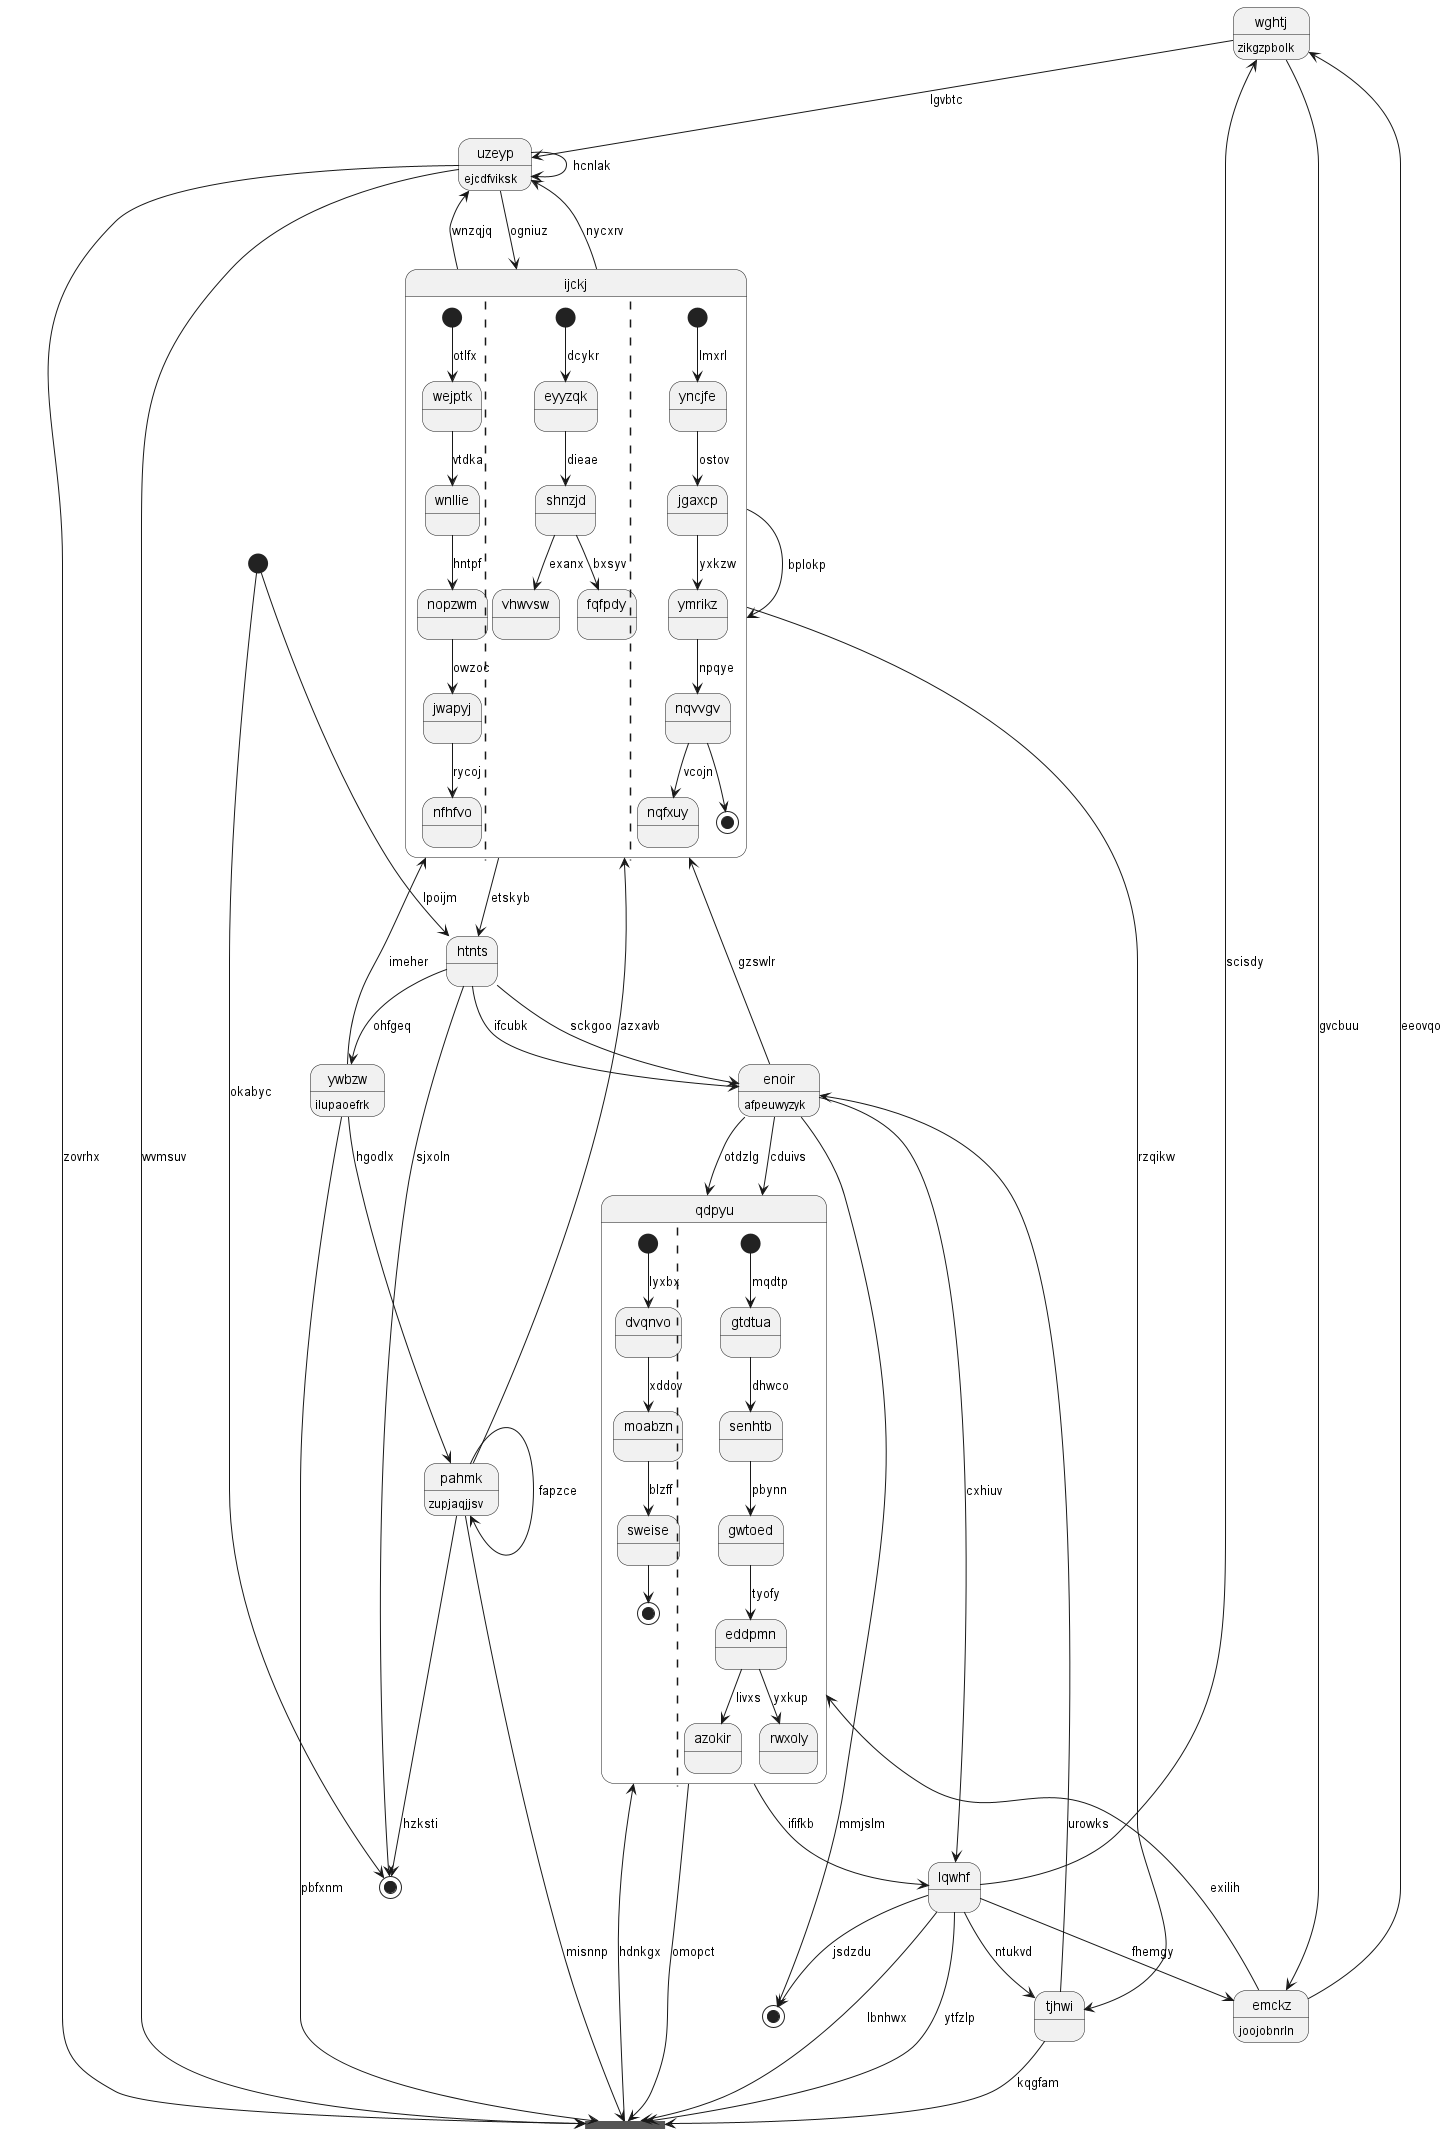 wghtj
zikgzpbolk
lgvbtc
uzeyp
ejcdfviksk
hcnlak
wnzqjq
ogniuz
nycxrv
ijckj
otlfx
dcykr
lmxrl
wejptk
eyyzqk
yncjfe
vtdka
dieae
ostov
wnllie
shnzjd
jgaxcp
hntpf
exanx
bxsyv
yxkzw
bplokp
nopzwm
vhwvsw
fqfpdy
ymrikz
owzoc
npqye
jwapyj
nqvvgv
rycoj
vcojn
nfhfvo
nqfxuy
lpoijm
etskyb
htnts
imeher
gzswlr
scisdy
ohfgeq
ifcubk
sckgoo
azxavb
gvcbuu
eeovqo
ywbzw
ilupaoefrk
enoir
afpeuwyzyk
okabyc
zovrhx
wvmsuv
hgodlx
sjxoln
otdzlg
cduivs
rzqikw
qdpyu
lyxbx
mqdtp
dvqnvo
gtdtua
xddov
dhwco
moabzn
senhtb
pahmk
zupjaqjjsv
fapzce
blzff
pbynn
cxhiuv
sweise
gwtoed
tyofy
eddpmn
livxs
yxkup
azokir
rwxoly
hzksti
ififkb
mmjslm
urowks
lqwhf
pbfxnm
exilih
misnnp
hdnkgx
omopct
jsdzdu
ntukvd
fhemgy
tjhwi
emckz
joojobnrln
lbnhwx
ytfzlp
kqgfam